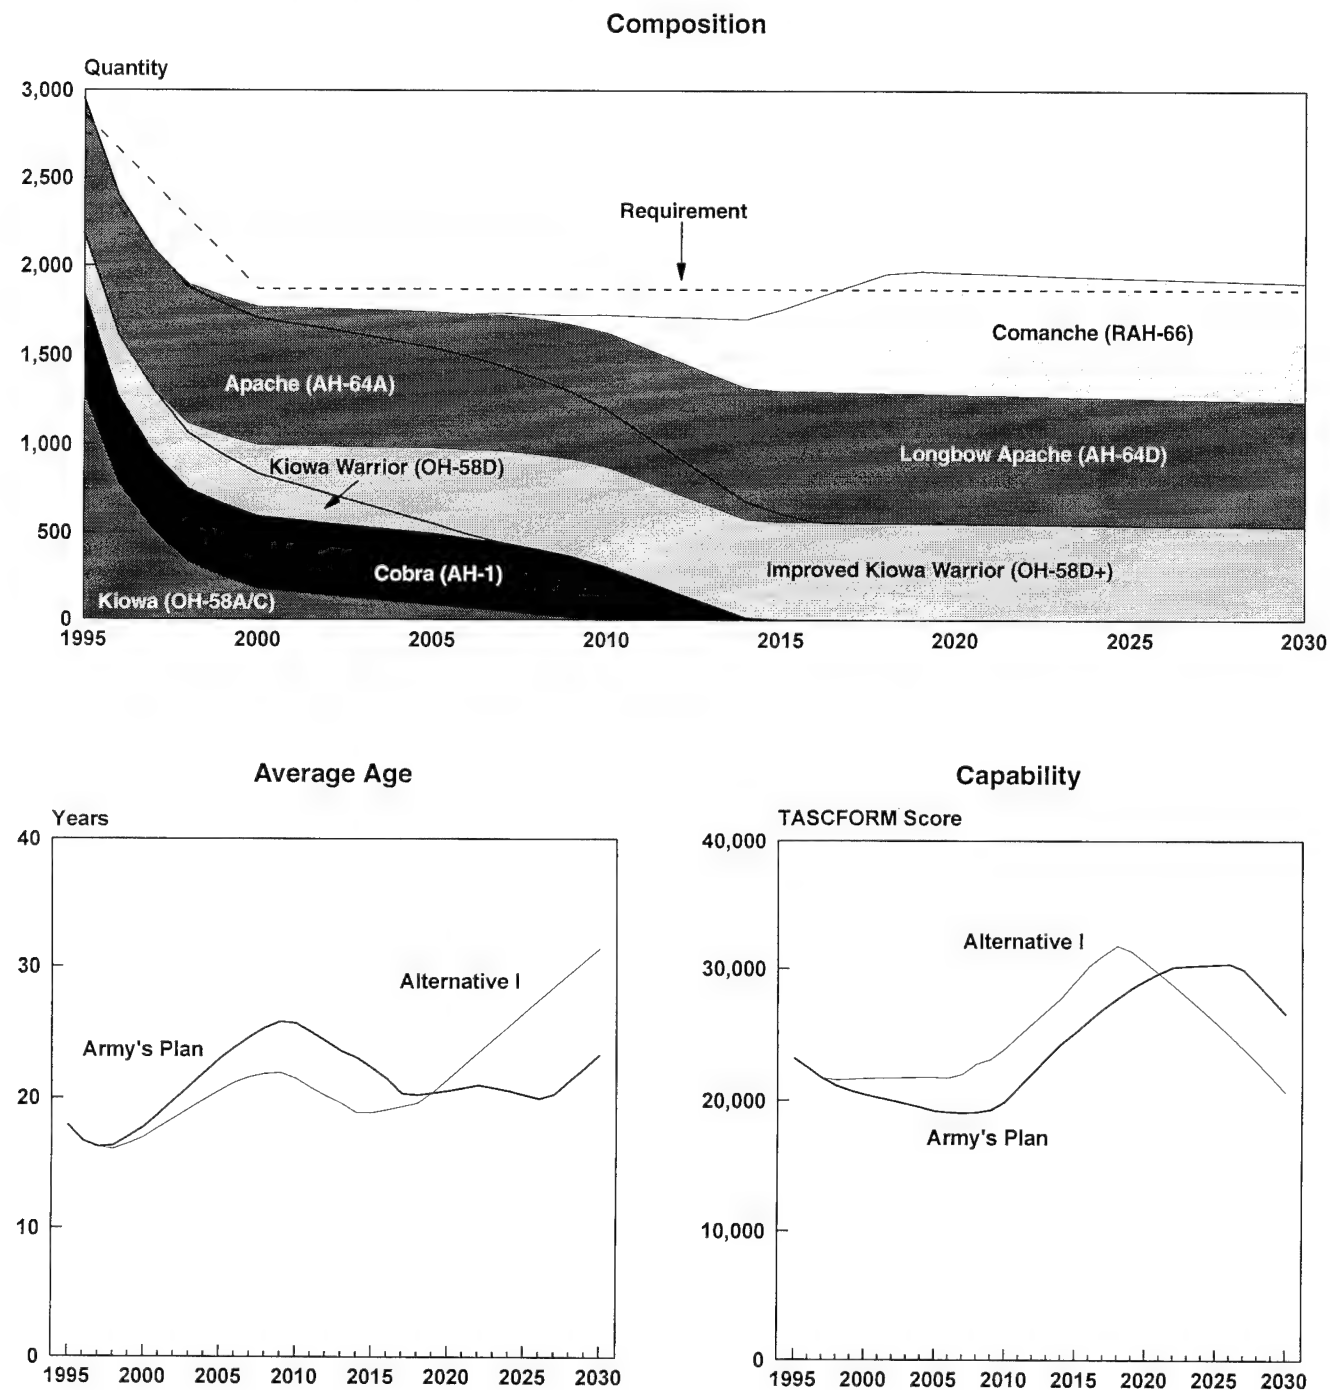 Composition
Quantity
3,000
2,500
2,000
1,500
1,000
500
0
Requirement
Comanche (RAH-66)
Apache (AH-64A)
Longbow Apache (AH-64D)
Kiowa Warrior (OH-58D)
Cobra (AH-1)
Improved Kiowa Warrior (OH-58D+)
Kiowa (OH-58A/C)
1995 2000 2005 2010 2015 2020 2025 2030
Average Age
Years
40
30
20
10
0
Alternative I
Army's Plan
1995 2000 2005 2010 2015 2020 2025 2030
Capability
TASCFORM Score
40,000
30,000
20,000
10,000
0
Alternative I
Army's Plan
1995 2000 2005 2010 2015 2020 2025 2030